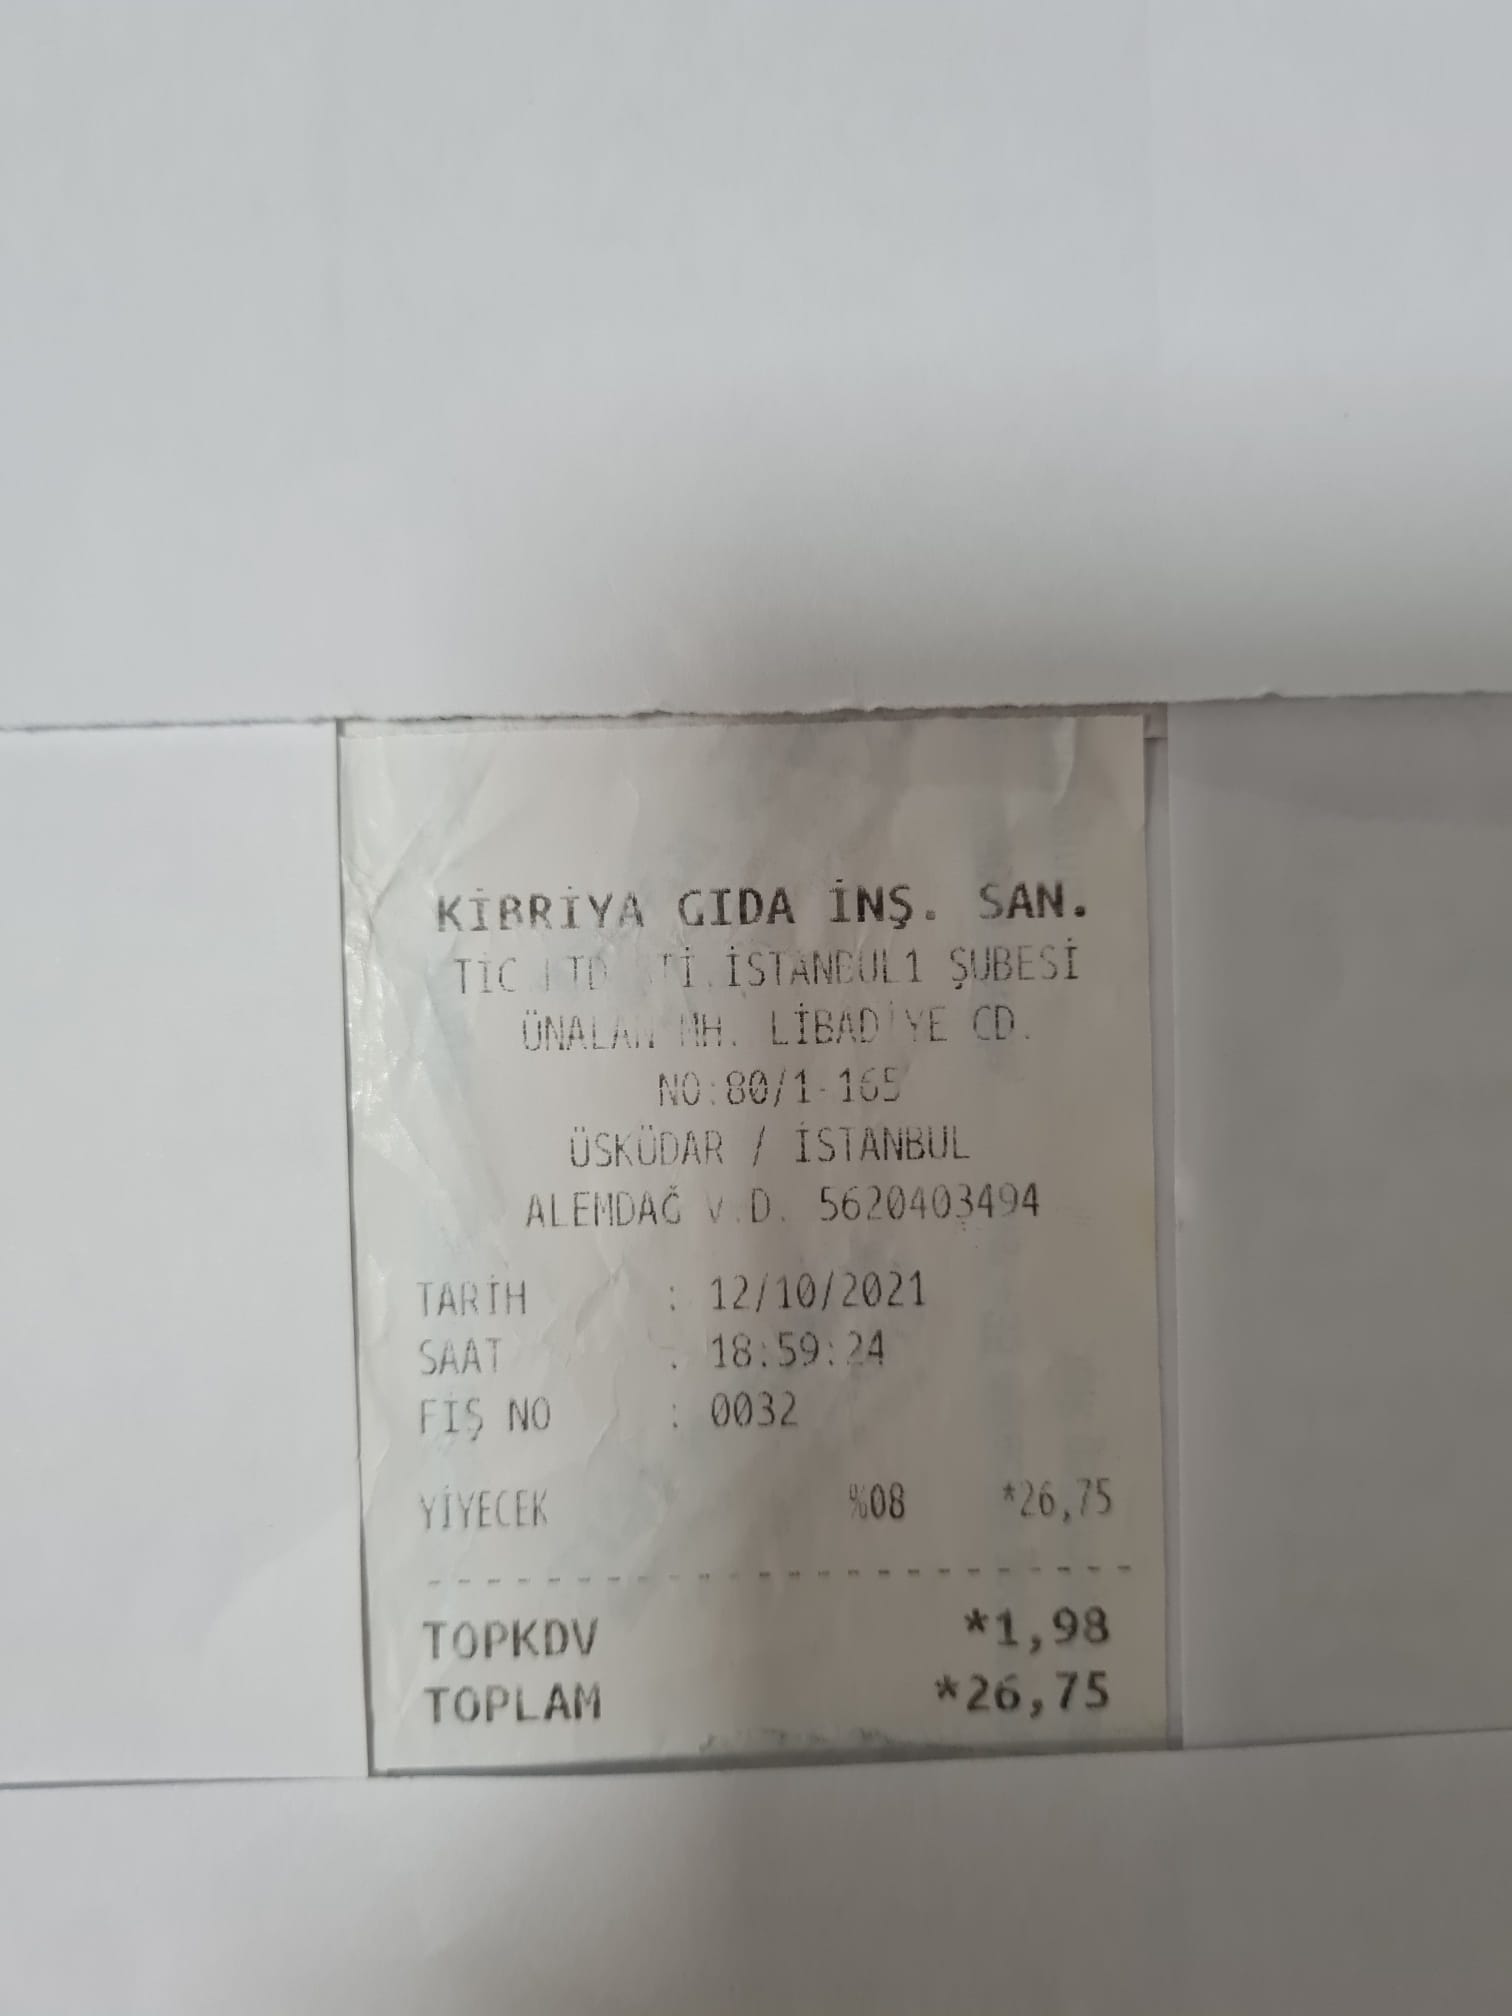 KİBRİYA GIDA İNŞ. SAN.
TİC.LTD.ŞTİ.İSTANBUL1 ŞUBESİ
ÜNALAN MH. LİBADİYE CD.
NO:80/1-165
ÜSKÜDAR / İSTANBUL
ALEMDAĞ V.D. 5620403494
TARİH : 12/10/2021
SAAT : 18:59:24
FİŞ NO : 0032
YİYECEK %08 *26,75
TOPKDV *1,98
TOPLAM *26,75